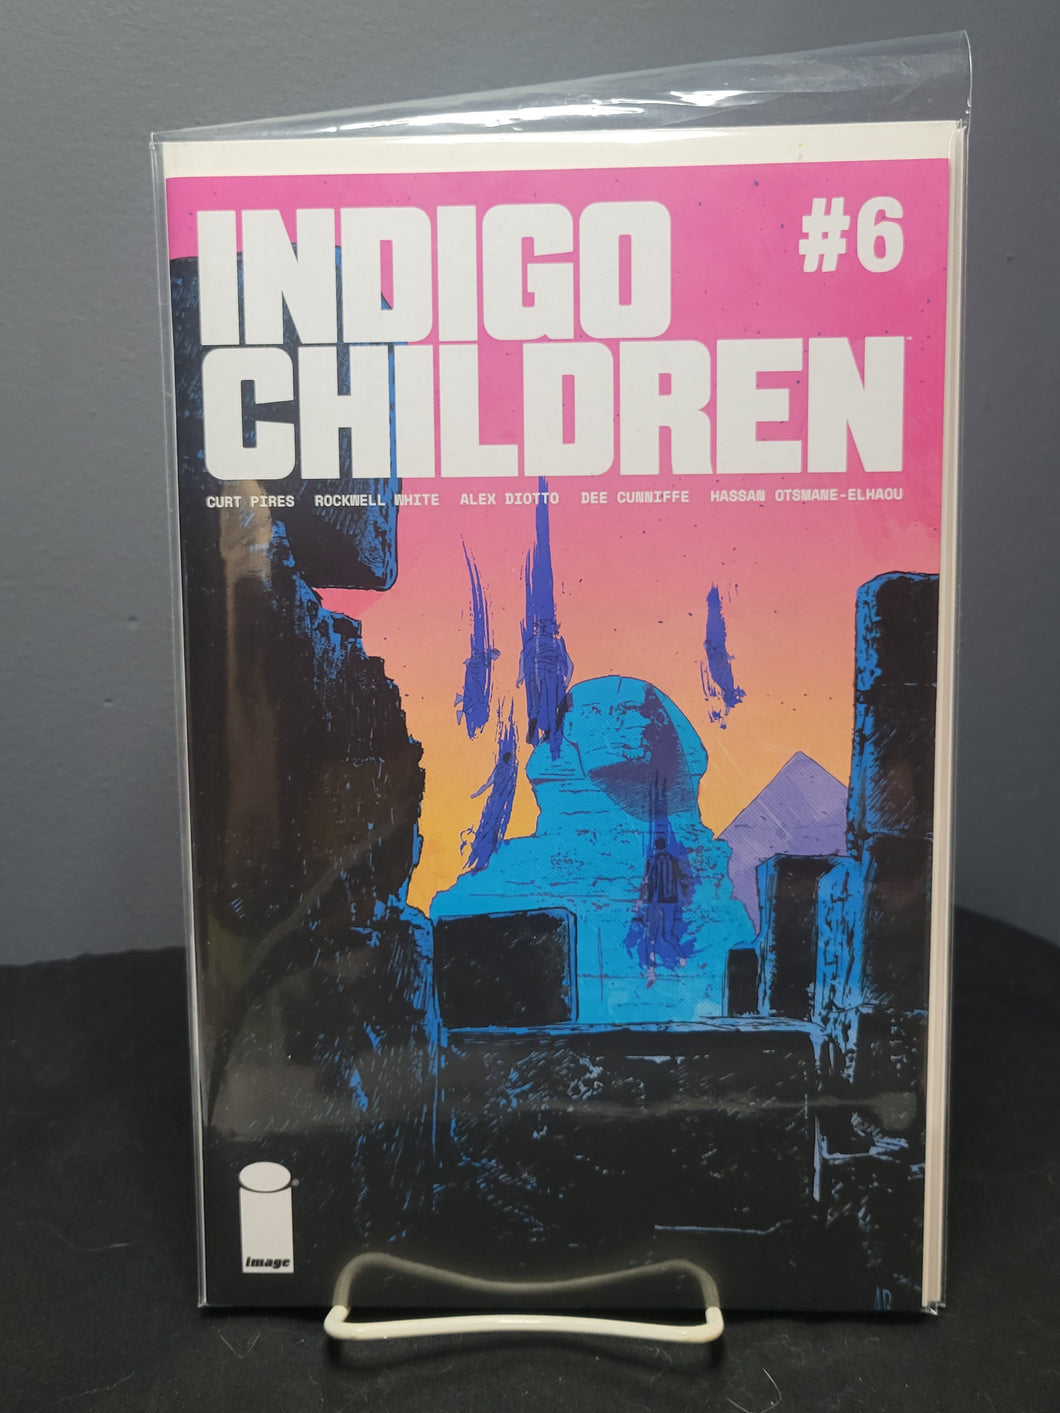 INDIGO
#6
CHILDREN
CURT PIRES ROCKWELL WHITE ALEX DIOTTO DEE CUNNIFFE HASSAN OTSMANE-ELHAOU
image